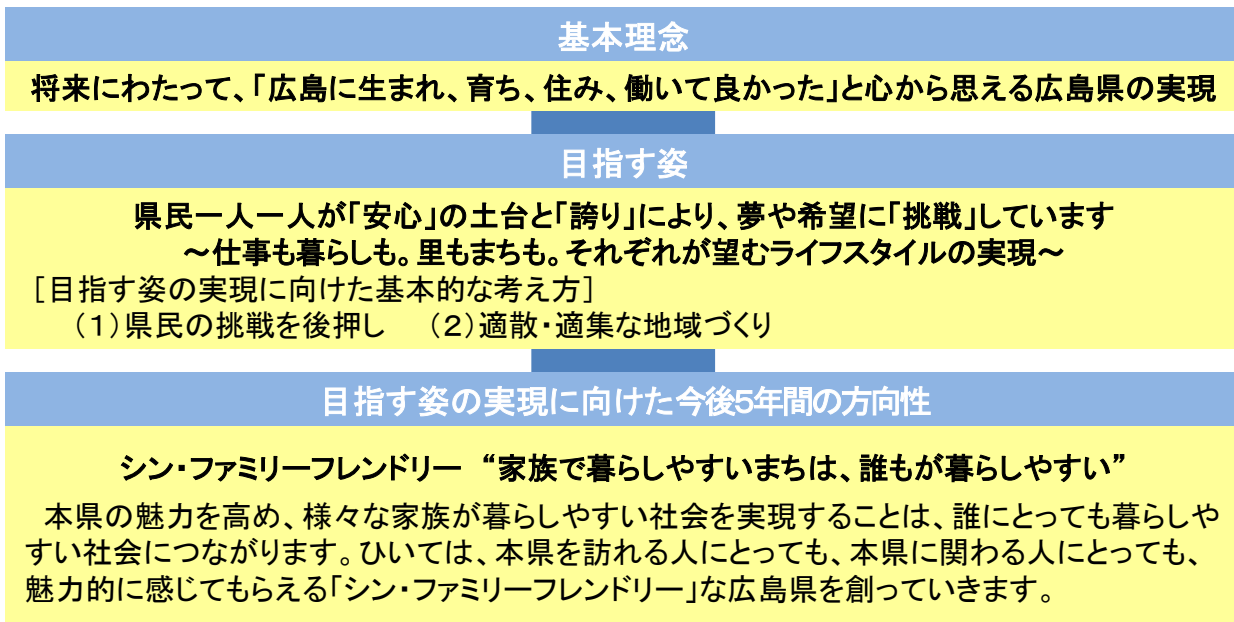 基本理念
将来にわたって、「広島に生まれ、育ち、住み、働いて良かった」と心から思える広島県の実現
目指す姿
県民一人一人が「安心」の土台と「誇り」により、夢や希望に「挑戦」しています
~仕事も暮らしも。里もまちも。それぞれが望むライフスタイルの実現~
[目指す姿の実現に向けた基本的な考え方]
(1)県民の挑戦を後押し (2)適散・適集な地域づくり
目指す姿の実現に向けた今後5年間の方向性
シン・ファミリーフレンドリー “家族で暮らしやすいまちは、誰もが暮らしやすい”
本県の魅力を高め、様々な家族が暮らしやすい社会を実現することは、誰にとっても暮らしや
すい社会につながります。ひいては、本県を訪れる人にとっても、本県に関わる人にとっても、
魅力的に感じてもらえる「シン・ファミリーフレンドリー」な広島県を創っていきます。